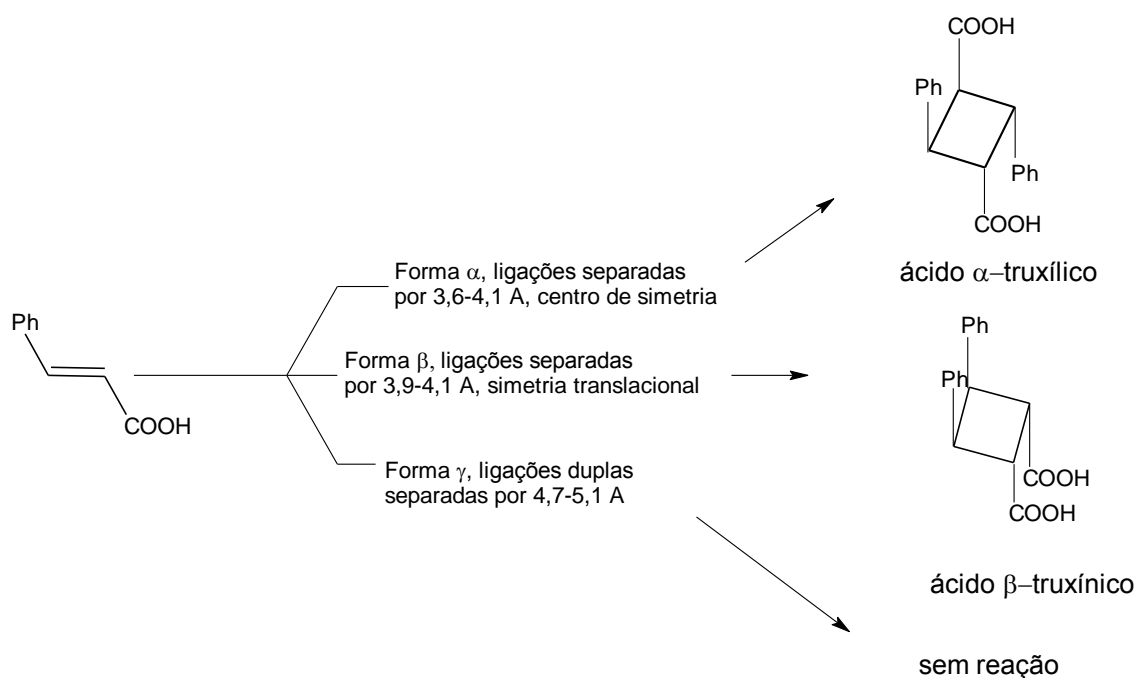 COOH
Ph
Ph
COOH
ácido α–truxílico
Forma α, ligações separadas
por 3,6-4,1 A, centro de simetria
Ph
COOH
Forma β, ligações separadas
por 3,9-4,1 A, simetria translacional
Ph
Ph
COOH
COOH
Forma γ, ligações duplas
separadas por 4,7-5,1 A
ácido β–truxínico
sem reação